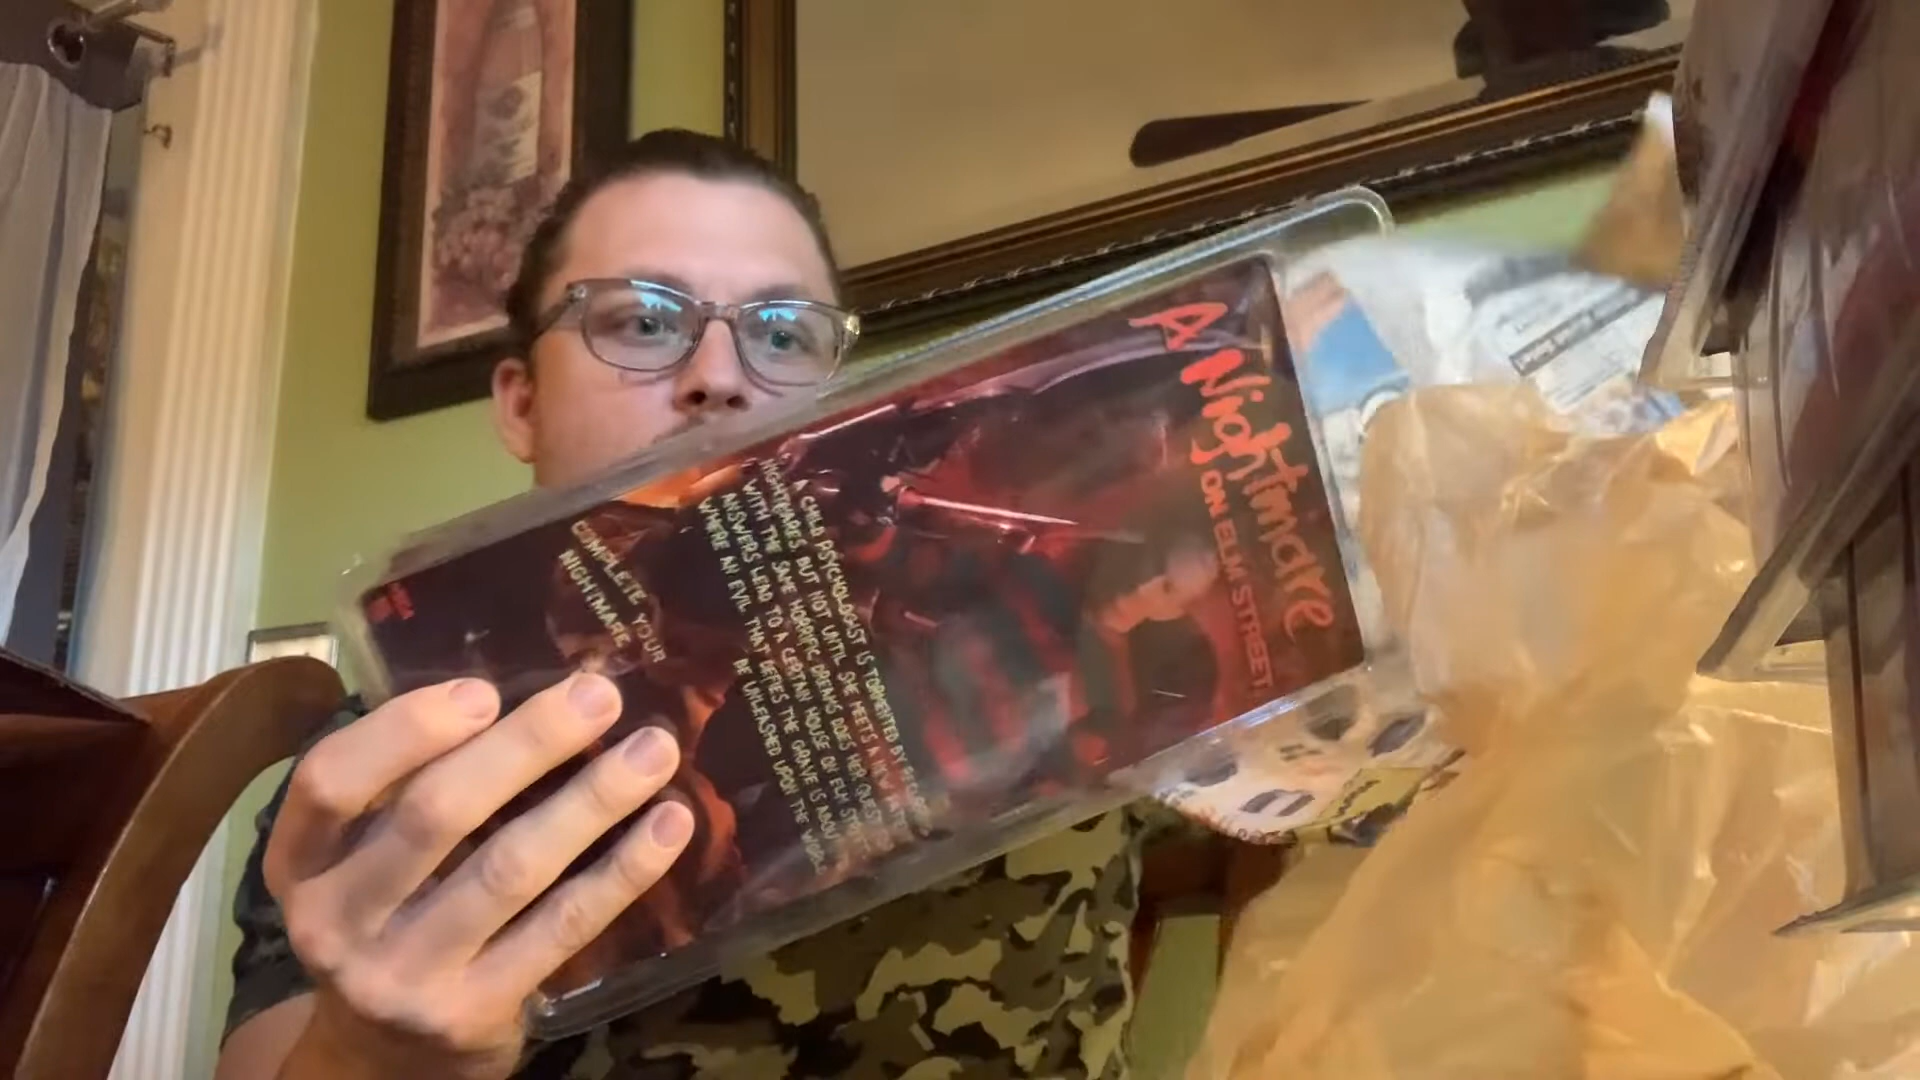 A Nightmare
ON ELM STREET
A CHILD PSYCHOLOGIST IS TORMENTED BY
NIGHTMARES, BUT NOT UNTIL SHE MEETS A NEW
WITH THE SAME HORRIFIC DREAMS DOES HER QUEST
ANSWERS LEAD TO A CERTAIN HOUSE ON ELM
WHERE AN EVIL THAT DEFIES THE GRAVE IS ABOUT
BE UNLEASHED UPON THE WORLD
COMPLETE YOUR
NIGHTMARE